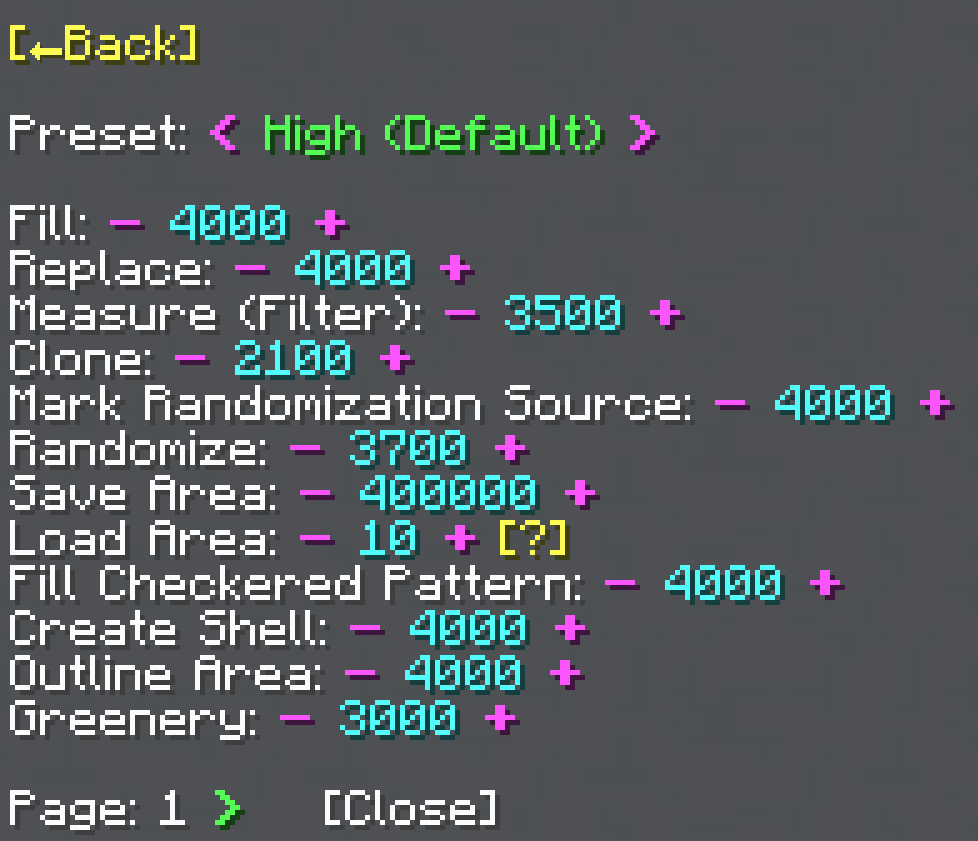 [←Back]
Preset: < High (Default) >
Fill: - 4000 +
Replace: - 4000 +
Measure (Filter): - 3500 +
Clone: - 2100 +
Mark Randomization Source: - 4000 +
Randomize: - 3700 +
Save Area: - 400000 +
Load Area: - 10 + [?]
Fill Checkered Pattern: - 4000 +
Create Shell: - 4000 +
Outline Area: - 4000 +
Greenery: - 3000 +
Page: 1 > [Close]